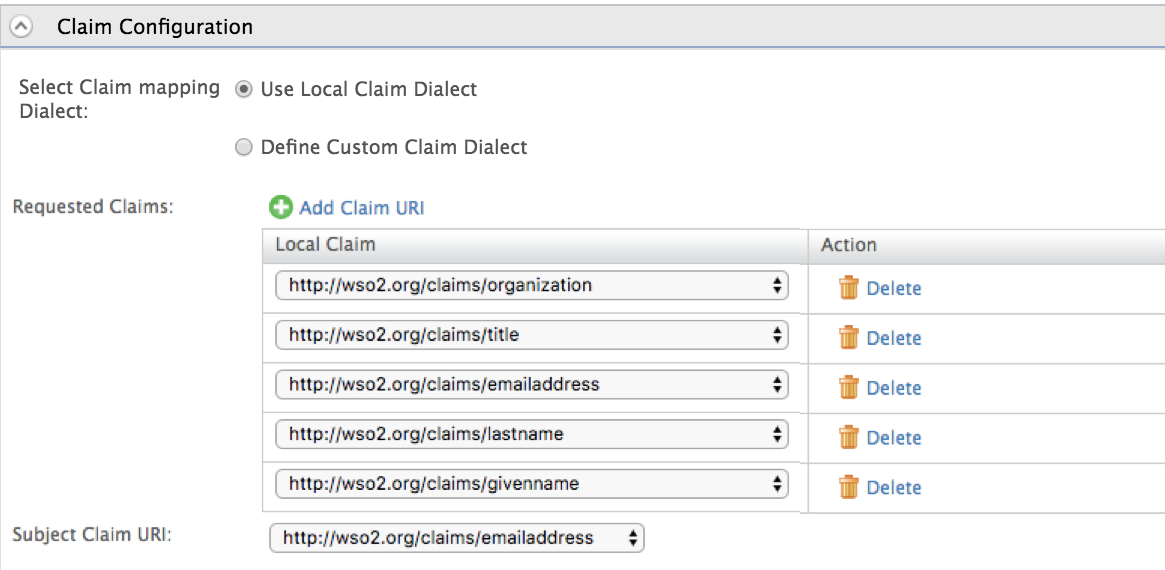 Claim Configuration
Select Claim mapping
Dialect:
Use Local Claim Dialect
Define Custom Claim Dialect
Requested Claims:
Add Claim URI
Local Claim
Action
http://wso2.org/claims/organization
Delete
http://wso2.org/claims/title
Delete
http://wso2.org/claims/emailaddress
Delete
http://wso2.org/claims/lastname
Delete
http://wso2.org/claims/givenname
Delete
Subject Claim URI:
http://wso2.org/claims/emailaddress